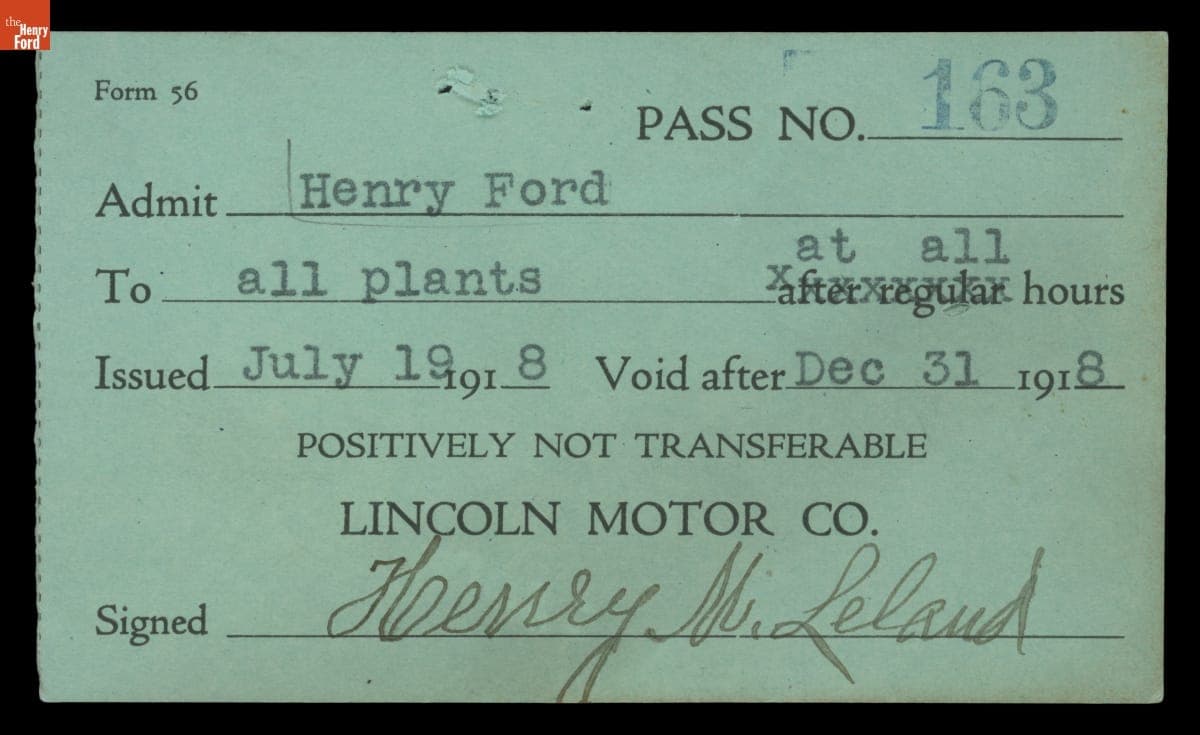 the
Henry
Ford
Form 56
PASS NO. 163
Admit Henry Ford
at all
To all plants after regular hours
Issued July 19 1918 Void after Dec 31 1918
POSITIVELY NOT TRANSFERABLE
LINCOLN MOTOR CO.
Signed Henry M. Leland